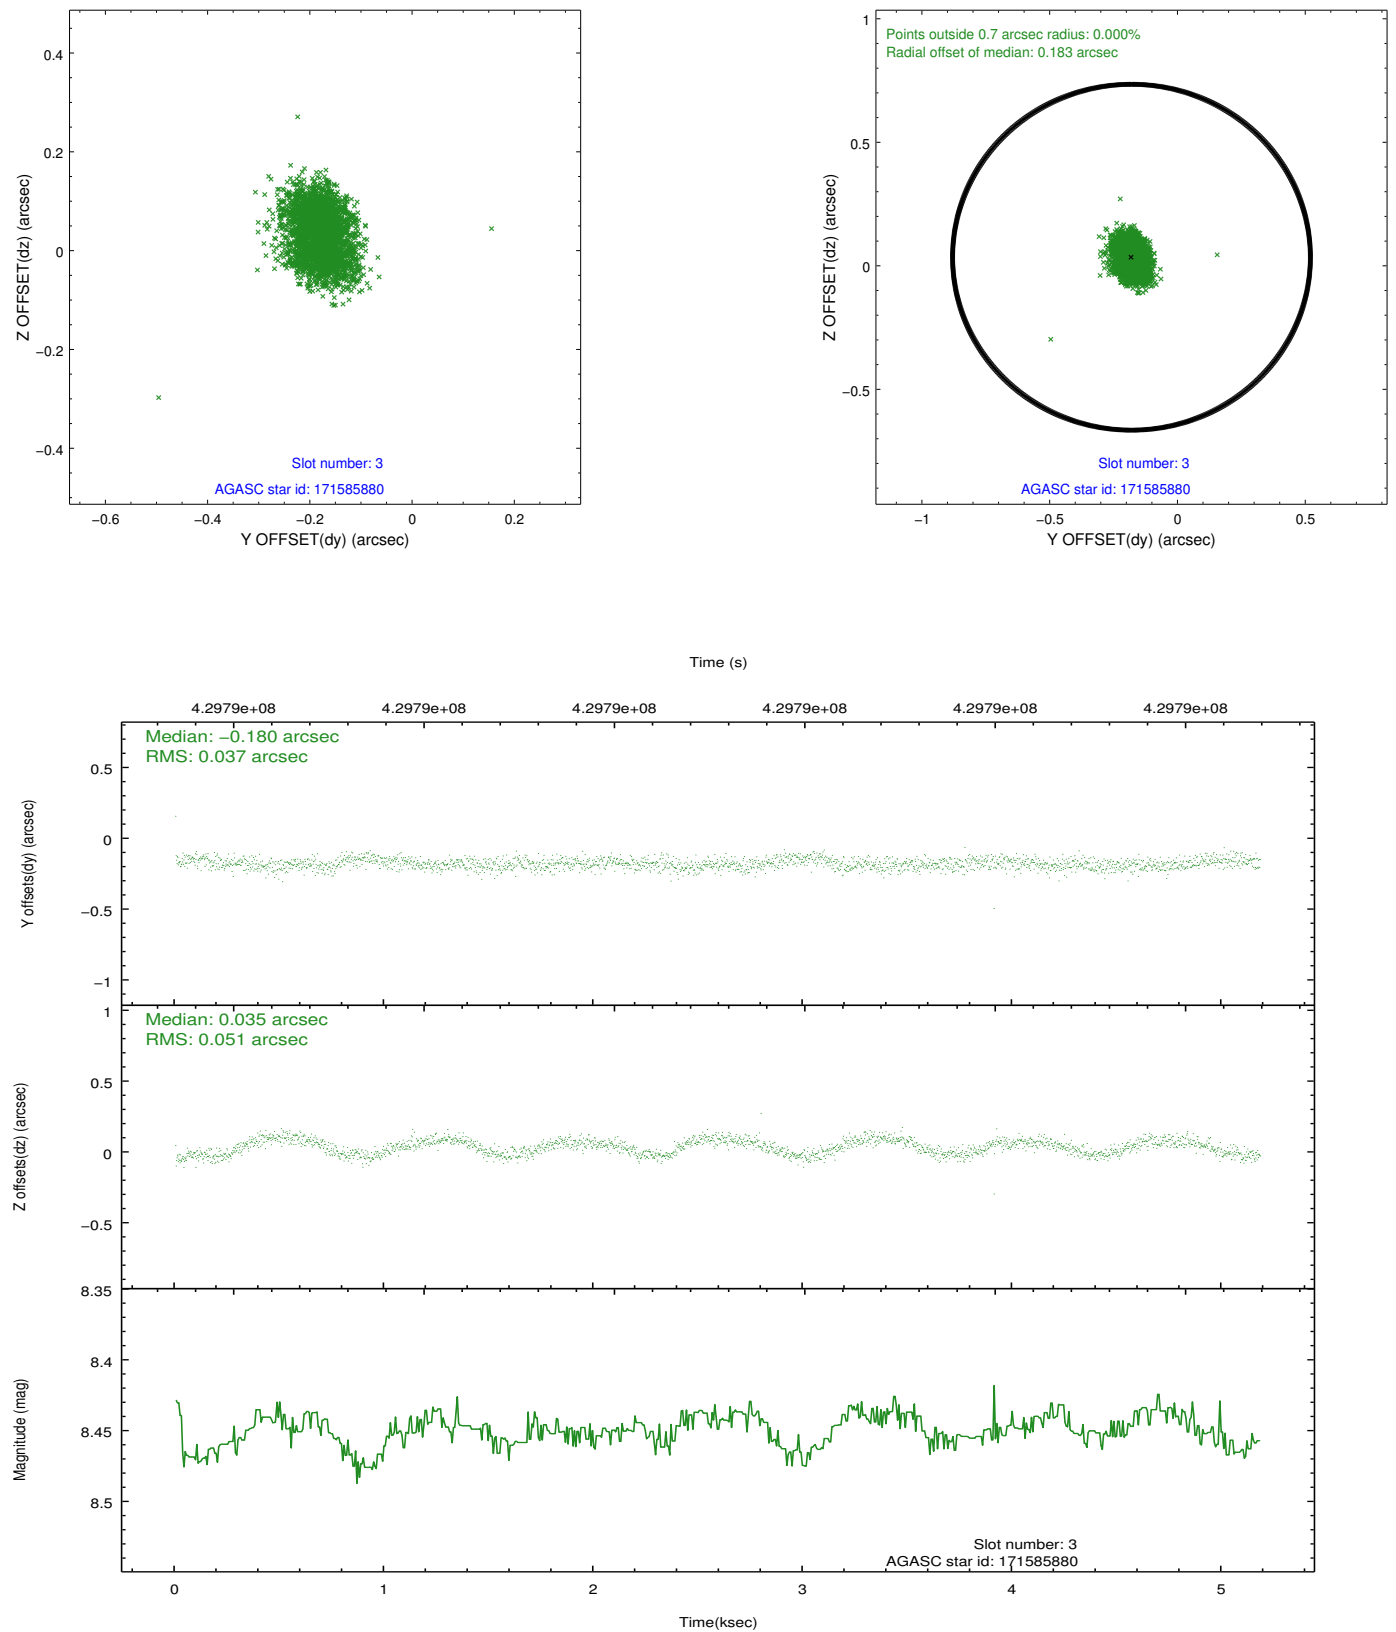 0.4
0.2
0
−0.2
−0.4
Z OFFSET(dz) (arcsec)
Slot number: 3
AGASC star id: 171585880
−0.6 −0.4 −0.2 0 0.2
Y OFFSET(dy) (arcsec)
Points outside 0.7 arcsec radius: 0.000%
Radial offset of median: 0.183 arcsec
1
0.5
0
−0.5
Z OFFSET(dz) (arcsec)
Slot number: 3
AGASC star id: 171585880
−1 −0.5 0 0.5
Y OFFSET(dy) (arcsec)
Time (s)
4.2979e+08 4.2979e+08 4.2979e+08 4.2979e+08 4.2979e+08 4.2979e+08
Median: −0.180 arcsec
RMS: 0.037 arcsec
0.5
0
−0.5
−1
Y offsets(dy) (arcsec)
Median: 0.035 arcsec
RMS: 0.051 arcsec
1
0.5
0
−0.5
Z offsets(dz) (arcsec)
8.35
8.4
8.45
8.5
Magnitude (mag)
Slot number: 3
AGASC star id: 171585880
0 1 2 3 4 5
Time(ksec)